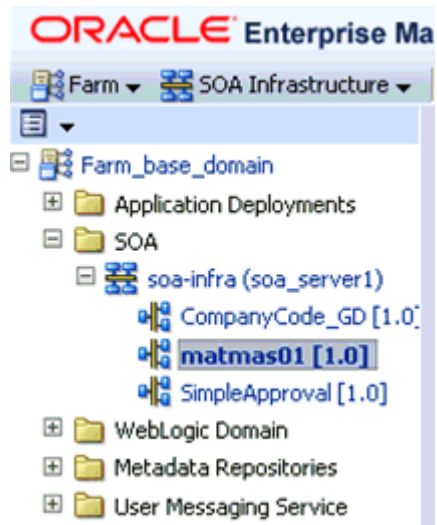 ORACLE Enterprise Ma
Farm SOA Infrastructure
Farm_base_domain
Application Deployments
SOA
soa-infra (soa_server1)
CompanyCode_GD [1.0]
matmas01 [1.0]
SimpleApproval [1.0]
WebLogic Domain
Metadata Repositories
User Messaging Service